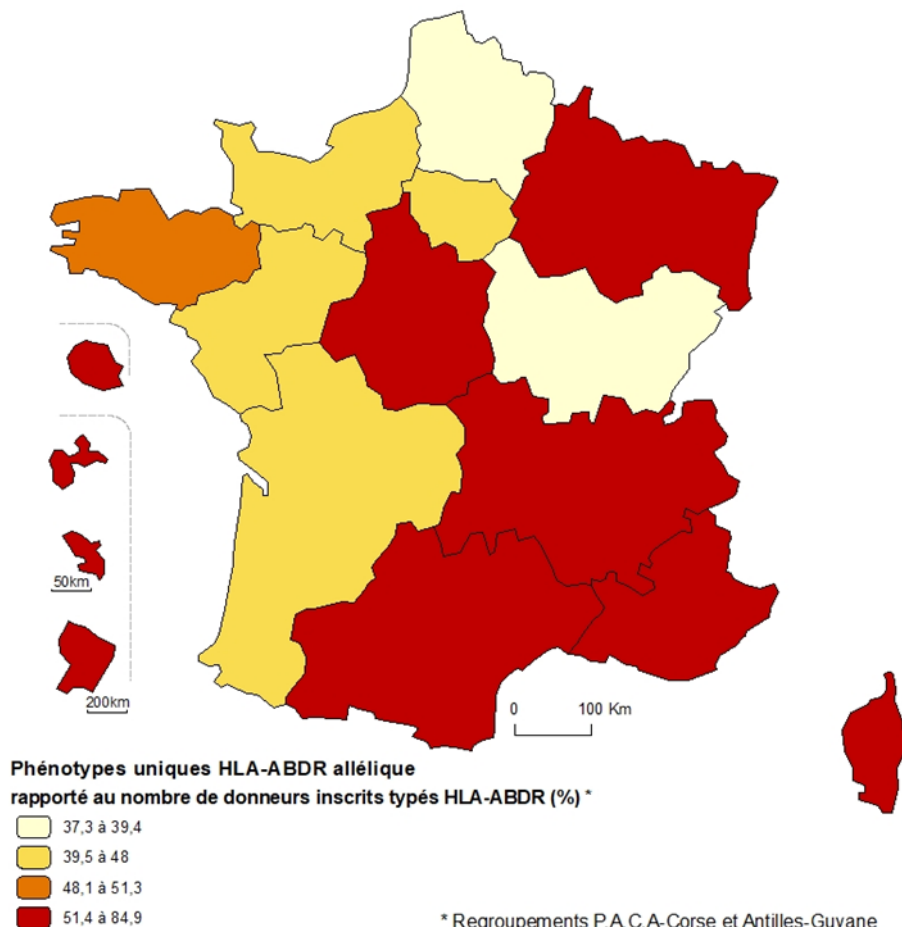 50km
200km
0 100 Km
Phénotypes uniques HLA-ABDR allélique
rapporté au nombre de donneurs inscrits typés HLA-ABDR (%) *
37,3 à 39,4
39,5 à 48
48,1 à 51,3
51,4 à 84,9
* Regroupements P.A.C.A-Corse et Antilles-Guyane